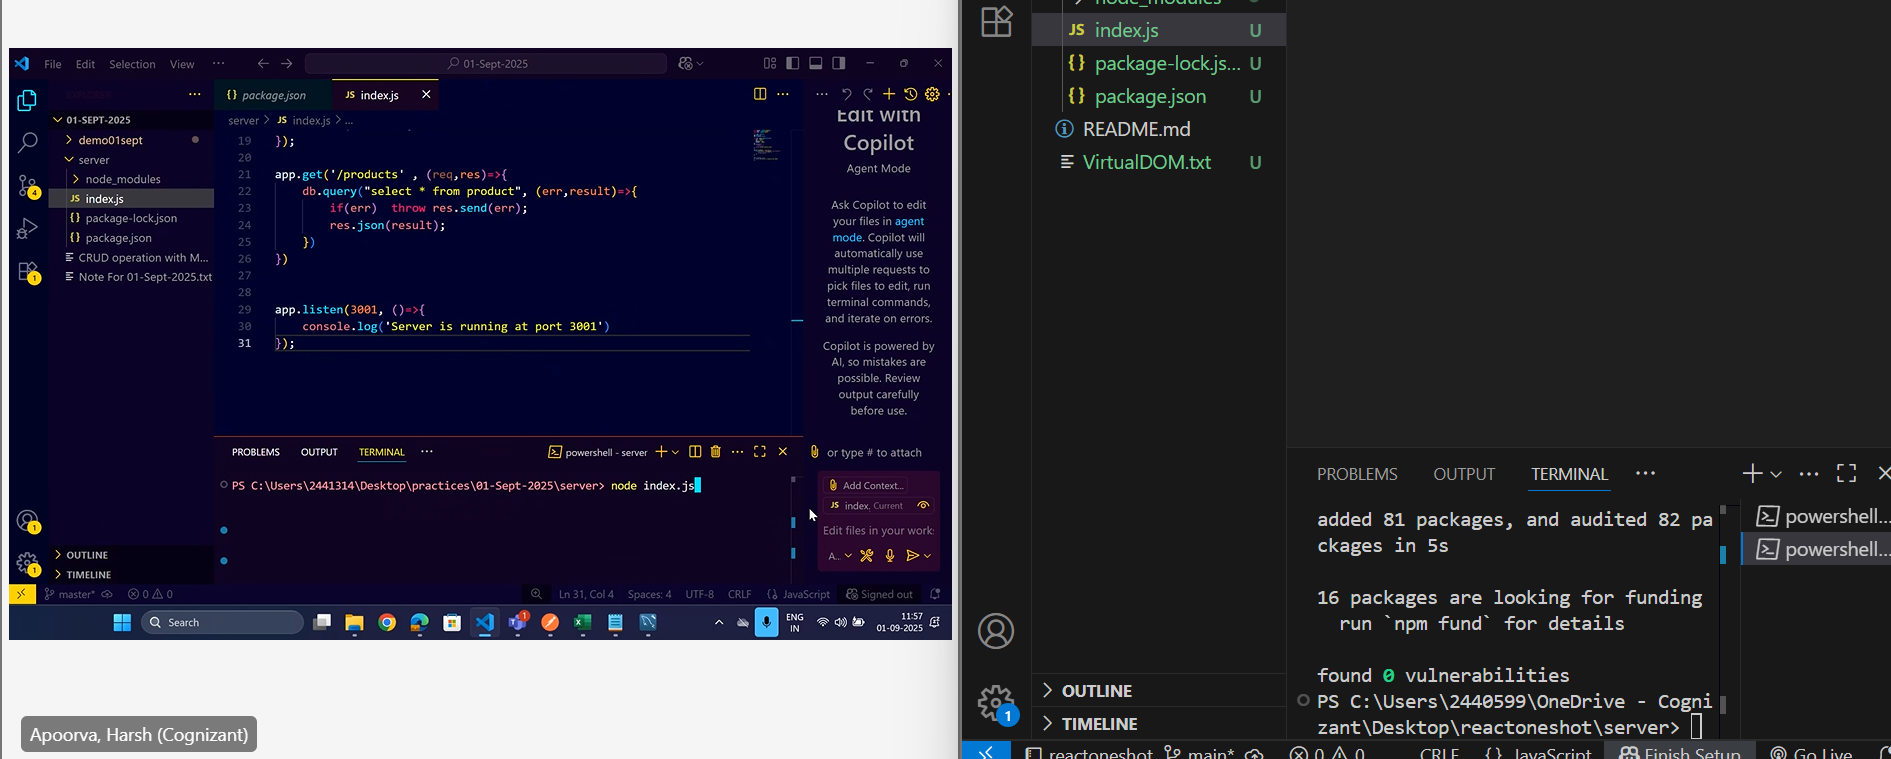 File Edit Selection View ··· 01-Sept-2025
···
01-SEPT-2025
demo01sept
server
node_modules
index.js
package-lock.json
package.json
CRUD operation with M...
Note For 01-Sept-2025.txt
OUTLINE
TIMELINE
package.json index.js
server > JS index.js > ...
19 });
20
21 app.get('/products' , (req,res)=>{
22 db.query("select * from product", (err,result)=>{
23 if(err) throw res.send(err);
24 res.json(result);
25 })
26 })
27
28
29 app.listen(3001, ()=>{
30 console.log('Server is running at port 3001')
31 });
Edit with
Copilot
Agent Mode
Ask Copilot to edit
your files in agent
mode. Copilot will
automatically use
multiple requests to
pick files to edit, run
terminal commands,
and iterate on errors.
Copilot is powered by
AI, so mistakes are
possible. Review
output carefully
before use.
or type # to attach
Add Context...
JS index. Current
Edit files in your work
A..
PROBLEMS OUTPUT TERMINAL ··· powershell - server
PS C:\Users\2441314\Desktop\practices\01-Sept-2025\server> node index.js
master* 0 0 Ln 31, Col 4 Spaces: 4 UTF-8 CRLF {} JavaScript Signed out
Search
ENG
IN
11:57
01-09-2025
Apoorva, Harsh (Cognizant)
node_modules
JS index.js U
{} package-lock.js... U
{} package.json U
README.md
VirtualDOM.txt U
OUTLINE
TIMELINE
PROBLEMS OUTPUT TERMINAL ···
added 81 packages, and audited 82 pa
ckages in 5s
16 packages are looking for funding
run `npm fund` for details
found 0 vulnerabilities
PS C:\Users\2440599\OneDrive - Cogni
zant\Desktop\reactoneshot\server>
powershell...
powershell...
reactoneshot main* 0 0 CRLF {} JavaScript Finish Setup Go Live